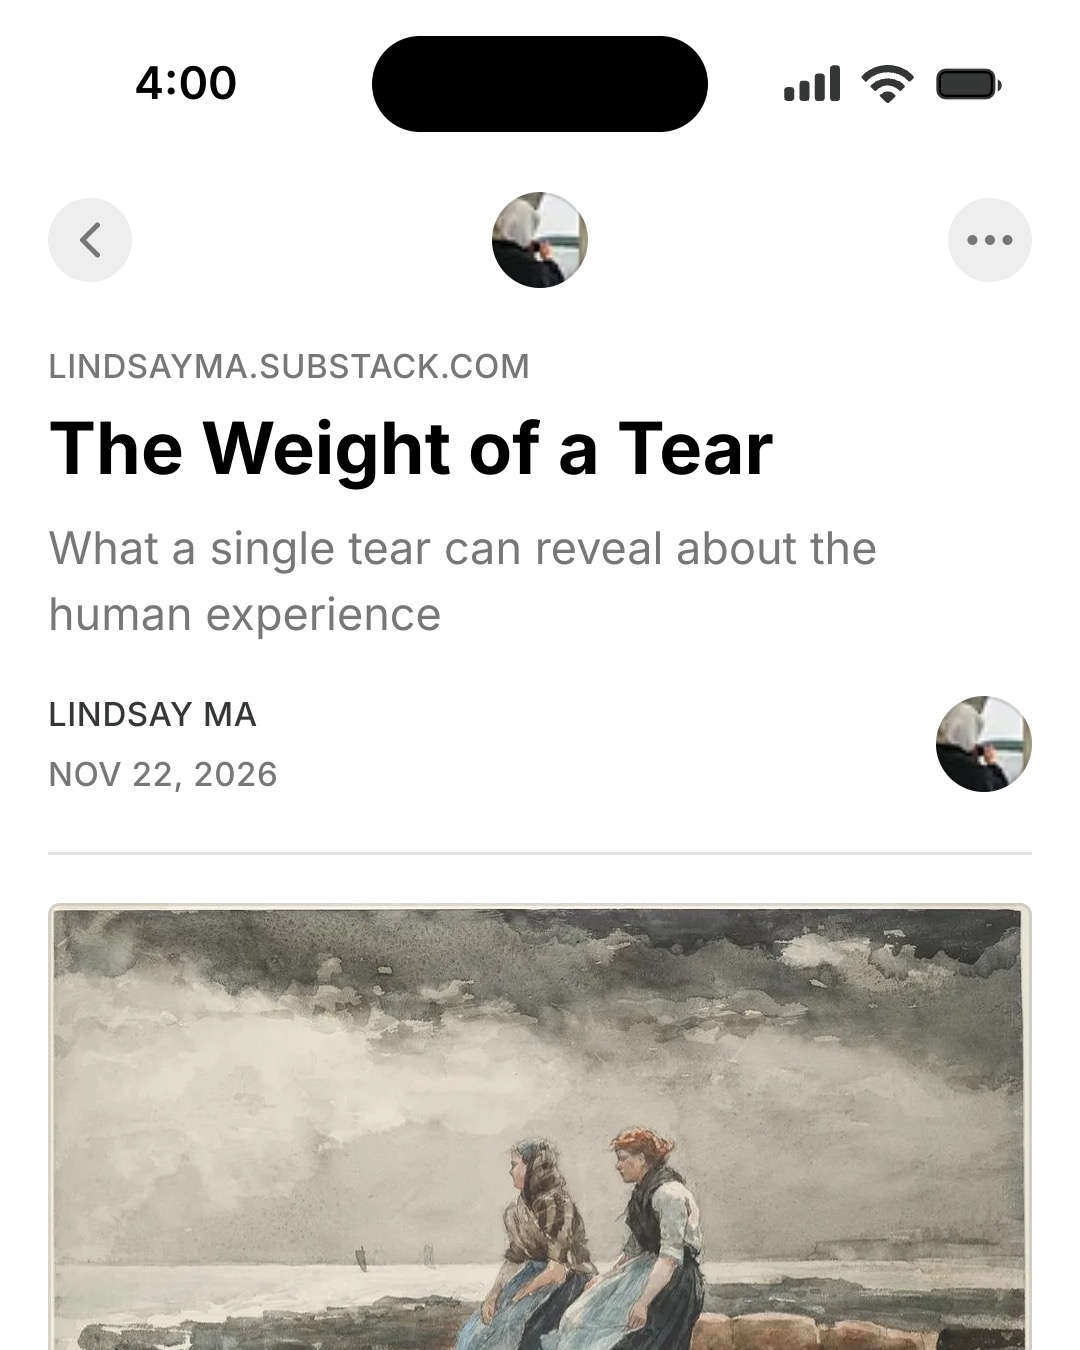 4:00
LINDSAYMA.SUBSTACK.COM
The Weight of a Tear
What a single tear can reveal about the
human experience
LINDSAY MA
NOV 22, 2026